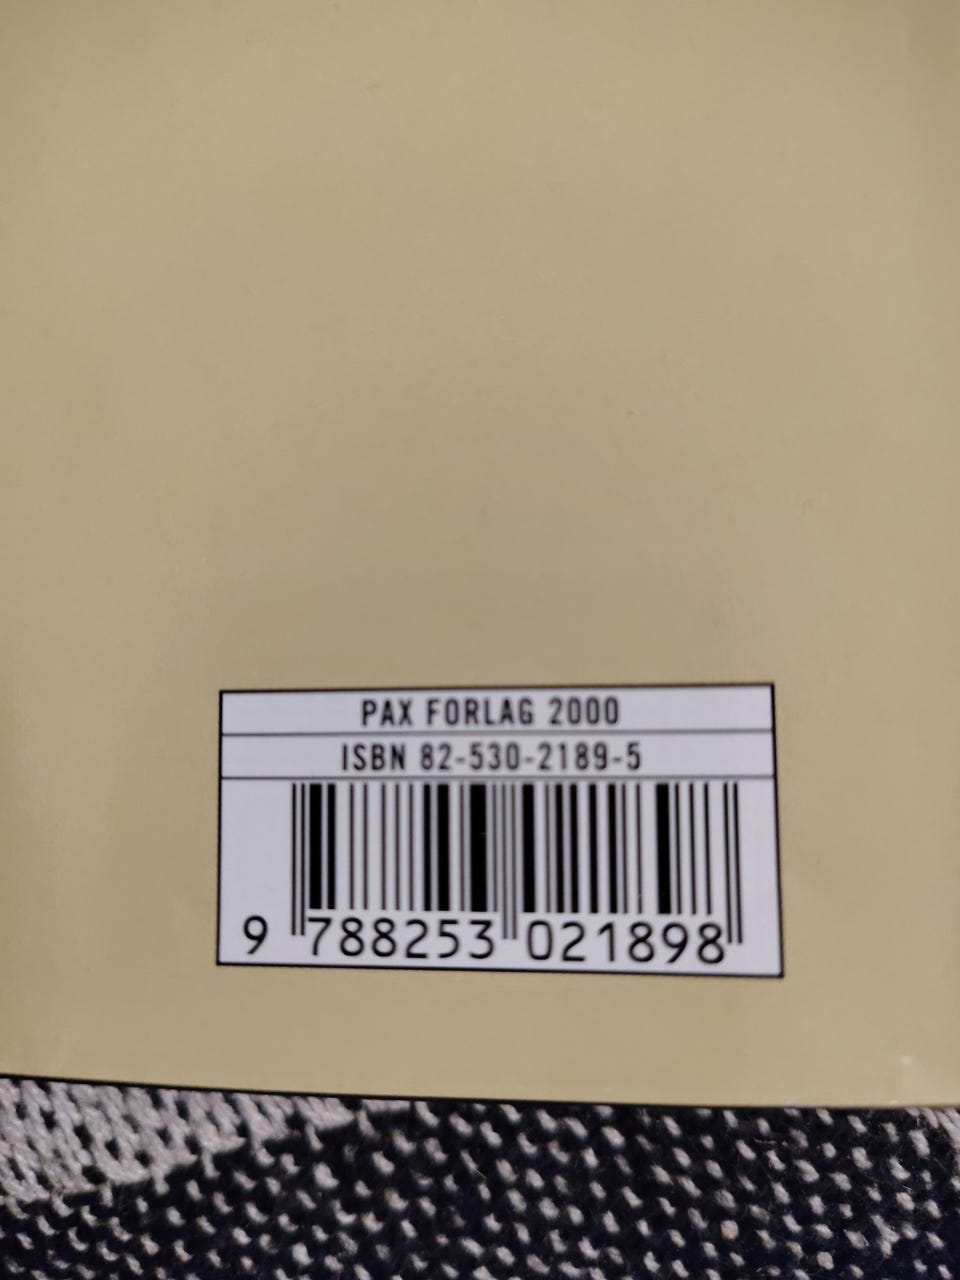 PAX FORLAG 2000
ISBN 82-530-2189-5
9 788253 021898